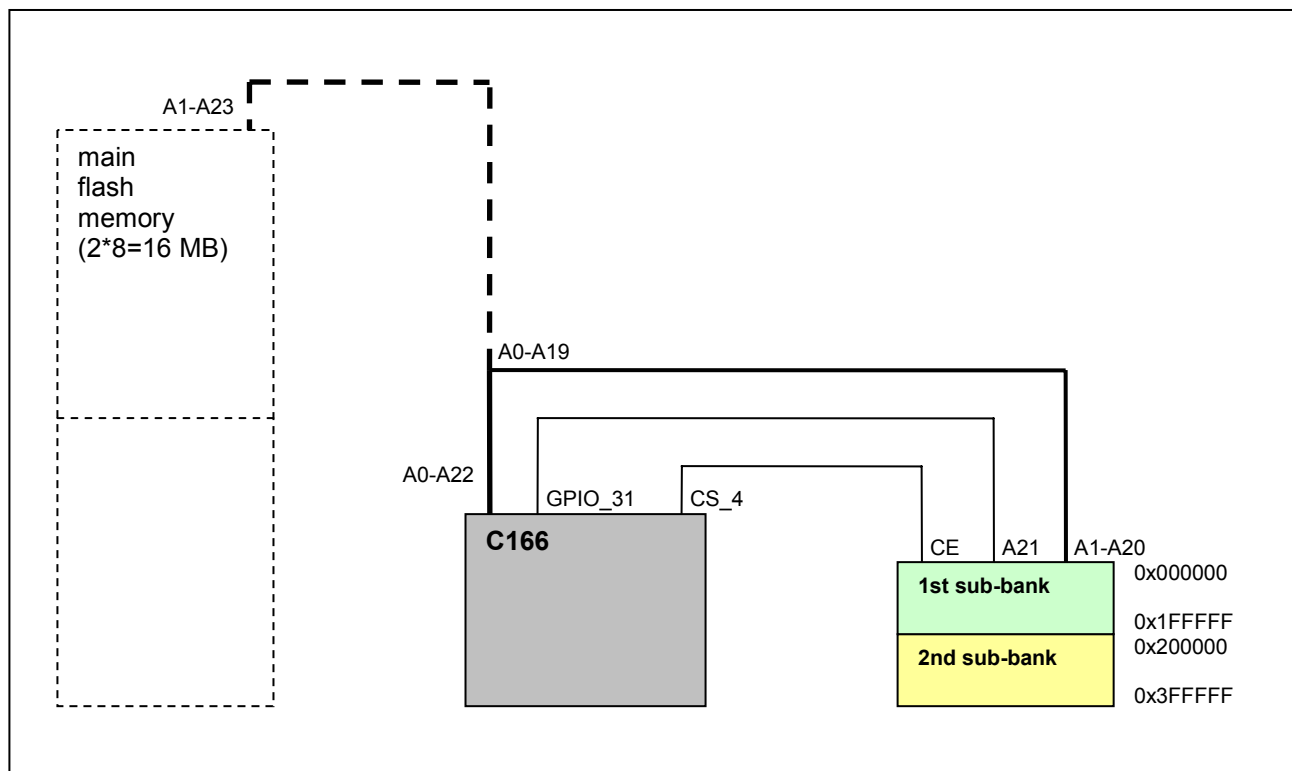 A1-A23
main
flash
memory
(2*8=16 MB)
A0-A19
A0-A22
GPIO_31
CS_4
C166
CE
A21
A1-A20
1st sub-bank
0x000000
0x1FFFFF
2nd sub-bank
0x200000
0x3FFFFF